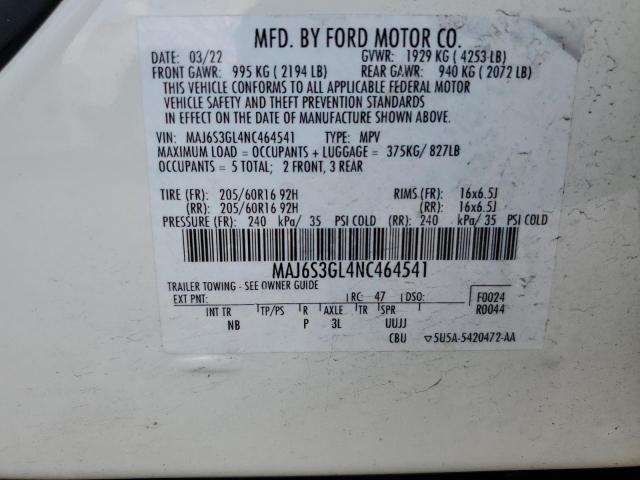 MFD. BY FORD MOTOR CO.
DATE: 03/22 GVWR: 1929 KG ( 4253 LB)
FRONT GAWR: 995 KG ( 2194 LB) REAR GAWR: 940 KG ( 2072 LB)
THIS VEHICLE CONFORMS TO ALL APPLICABLE FEDERAL MOTOR
VEHICLE SAFETY AND THEFT PREVENTION STANDARDS
IN EFFECT ON THE DATE OF MANUFACTURE SHOWN ABOVE.
VIN: MAJ6S3GL4NC464541 TYPE: MPV
MAXIMUM LOAD = OCCUPANTS + LUGGAGE = 375KG/ 827LB
OCCUPANTS = 5 TOTAL; 2 FRONT, 3 REAR
TIRE (FR): 205/60R16 92H RIMS (FR): 16x6.5J
(RR): 205/60R16 92H (RR): 16x6.5J
PRESSURE (FR): 240 kPa/ 35 PSI COLD (RR): 240 kPa/ 35 PSI COLD
MAJ6S3GL4NC464541
TRAILER TOWING - SEE OWNER GUIDE
EXT PNT: RC: 47 DSO: F0024
R0044
INT TR TP/PS R AXLE TR SPR
NB P 3L UUJJ
CBU ▽5U5A-5420472-AA